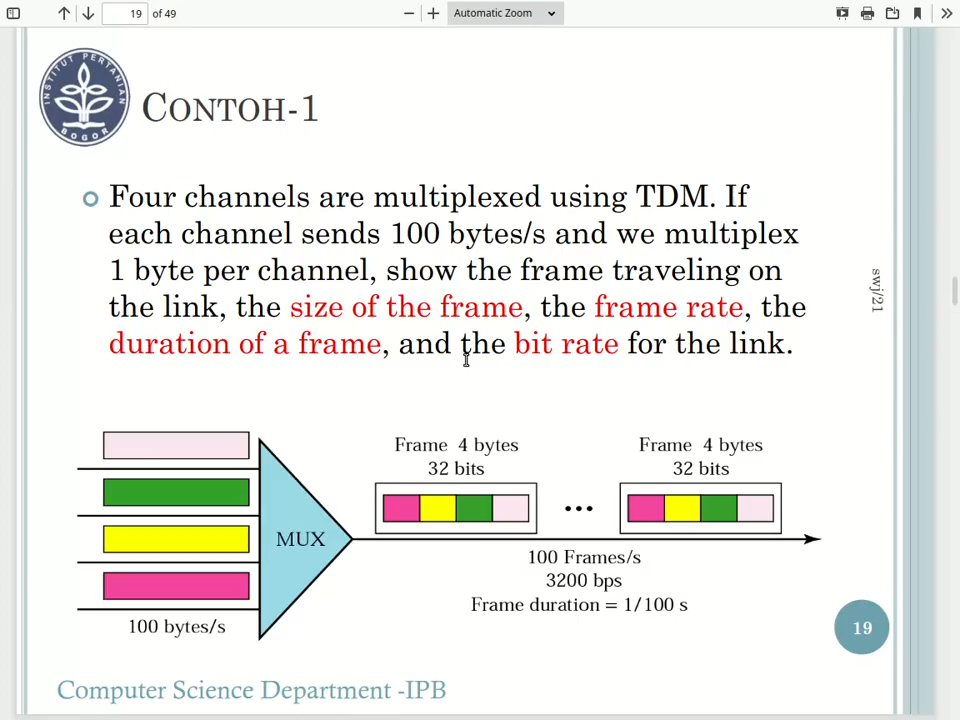 19 of 49
Automatic Zoom
INSTITUT PERTANIAN
BOGOR
CONTOH-1
Four channels are multiplexed using TDM. If
each channel sends 100 bytes/s and we multiplex
1 byte per channel, show the frame traveling on
the link, the size of the frame, the frame rate, the
duration of a frame, and the bit rate for the link.
swj/21
Frame 4 bytes
32 bits
Frame 4 bytes
32 bits
MUX
...
100 Frames/s
3200 bps
Frame duration = 1/100 s
100 bytes/s
19
Computer Science Department -IPB